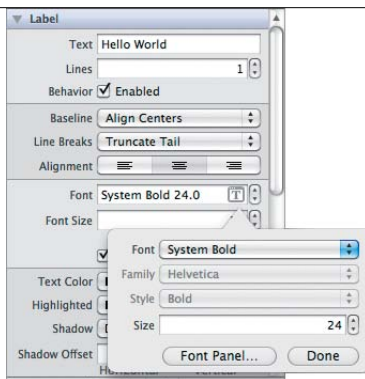 Label
Text Hello World
Lines 1
Behavior Enabled
Baseline Align Centers
Line Breaks Truncate Tail
Alignment
Font System Bold 24.0 T
Font Size
Font System Bold
Family Helvetica
Text Color
Style Bold
Highlighted
Size 24
Shadow
Shadow Offset
Font Panel... Done
Horizontal Vertical